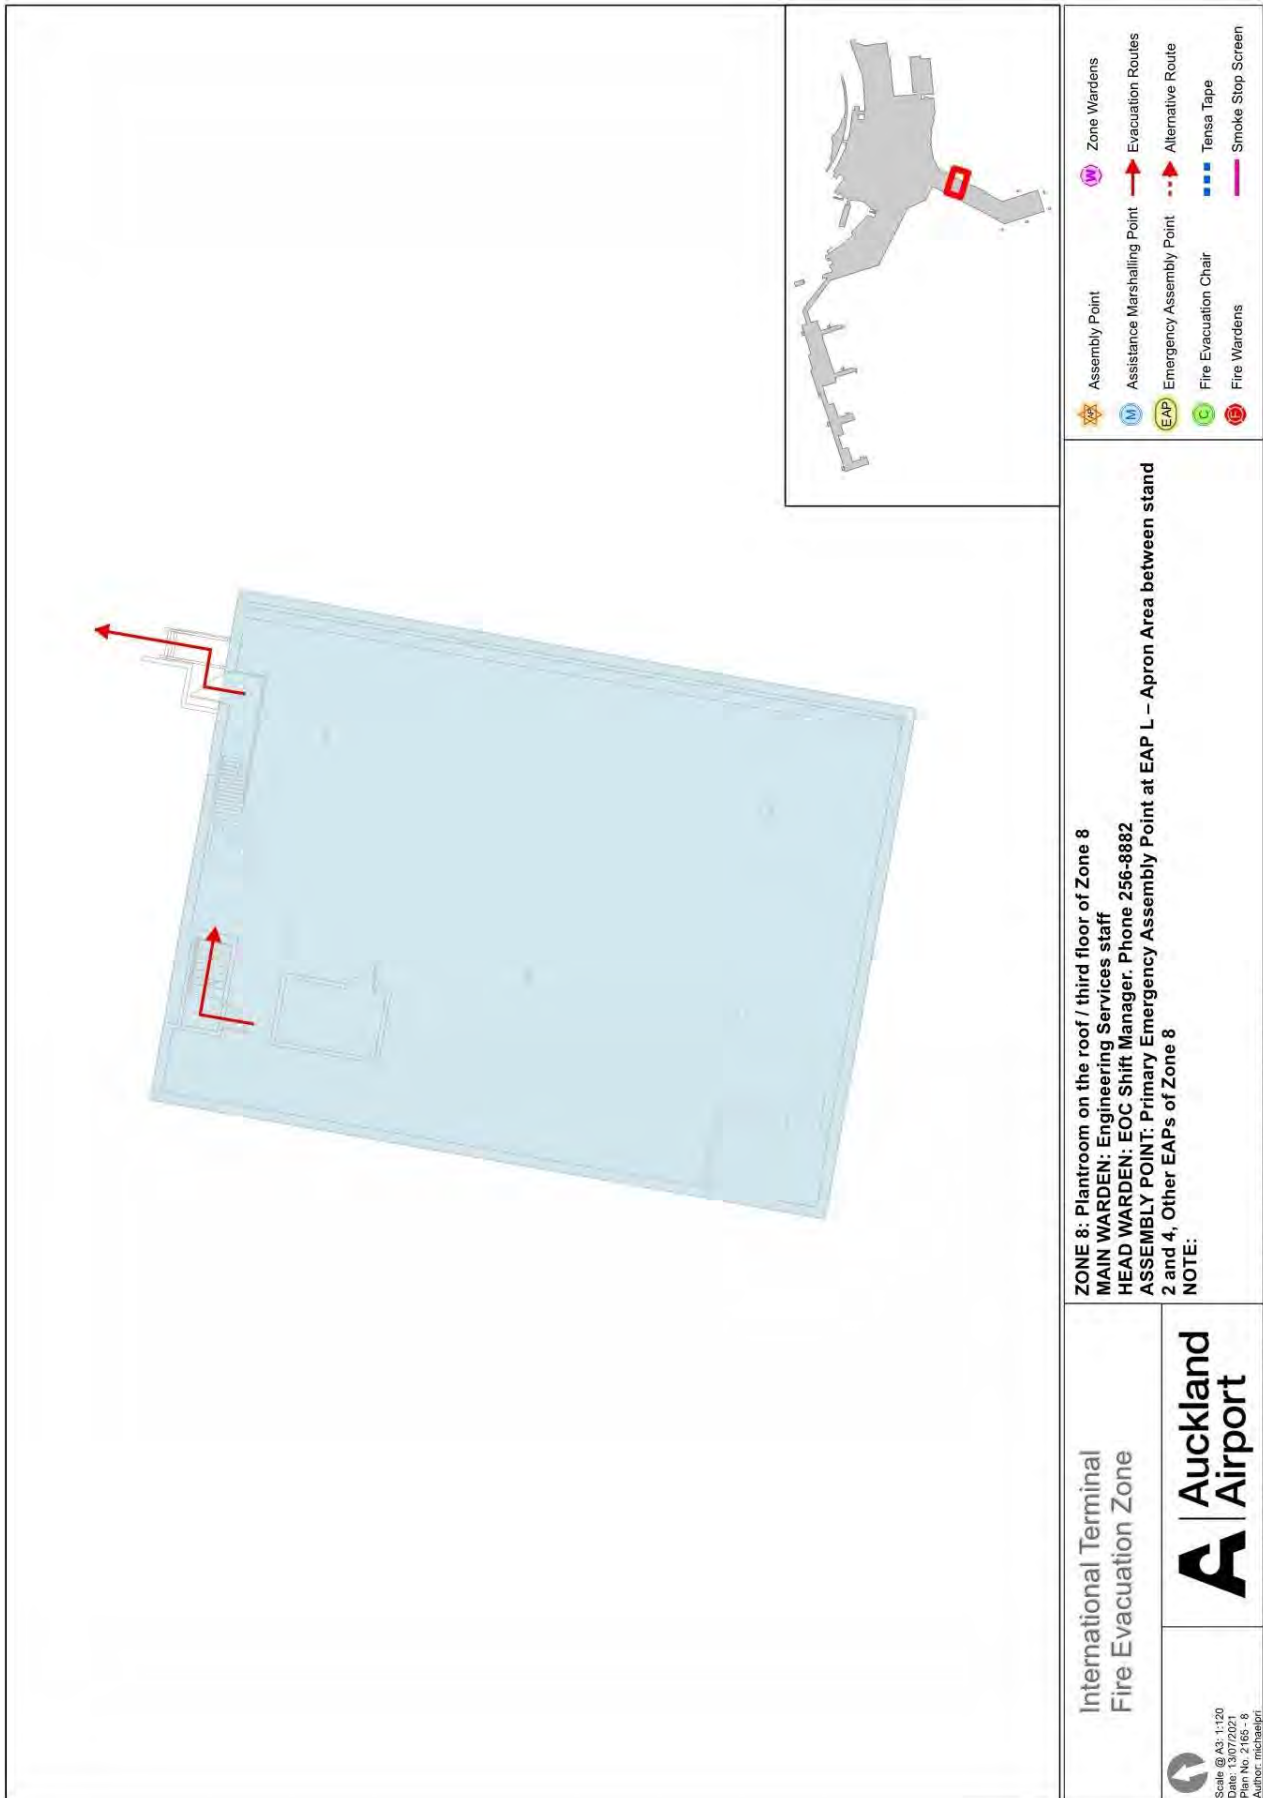 International Terminal
Fire Evacuation Zone
Scale @ A3: 1:120
Date: 13/07/2021
Plan No. 2165 - 8
Author: michaelpri
A
Auckland
Airport
ZONE 8: Plantroom on the roof / third floor of Zone 8
MAIN WARDEN: Engineering Services staff
HEAD WARDEN: EOC Shift Manager. Phone 256-8882
ASSEMBLY POINT: Primary Emergency Assembly Point at EAP L – Apron Area between stand
2 and 4, Other EAPs of Zone 8
NOTE:
AP Assembly Point
M Assistance Marshalling Point
EAP Emergency Assembly Point
C Fire Evacuation Chair
F Fire Wardens
W Zone Wardens
Evacuation Routes
Alternative Route
Tensa Tape
Smoke Stop Screen